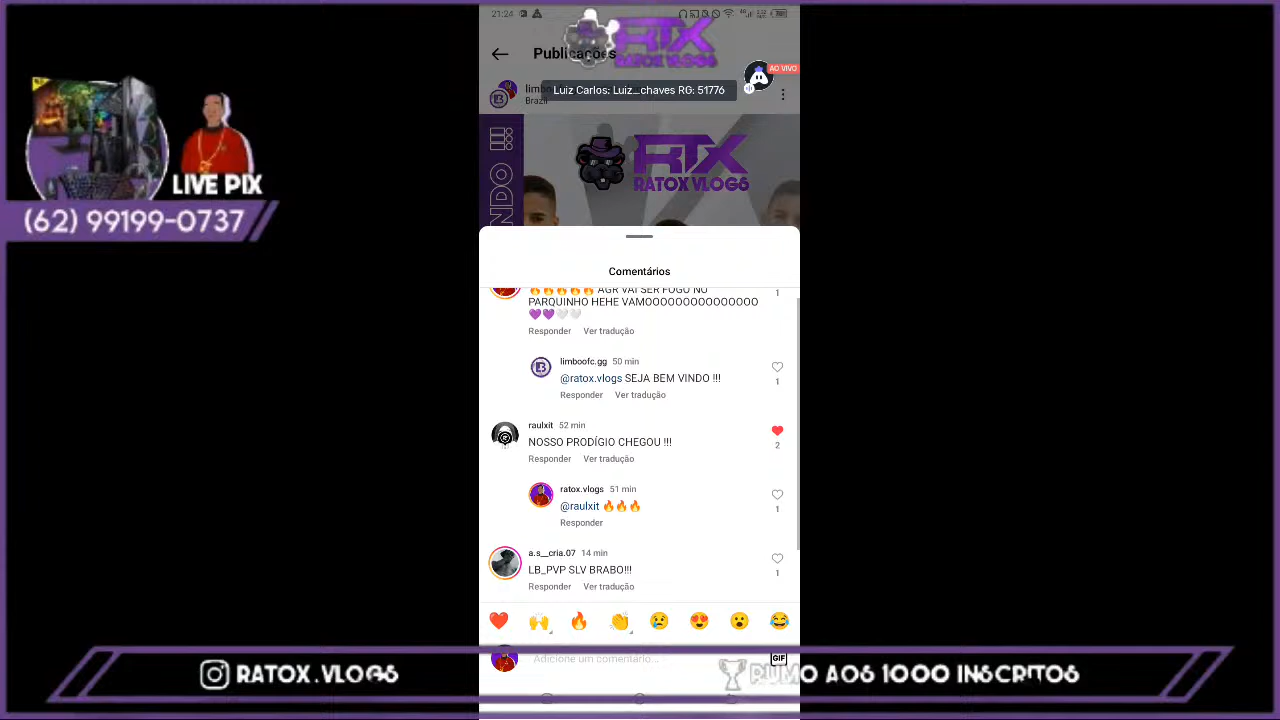 21:24
RTX
RATOX VLOGS
Publicações
AO VIVO
limbo
Luiz Carlos: Luiz_chaves RG: 51776
Brazil
NDO !!!
RTX
RATOX VLOGS
LIVE PIX
(62) 99199-0737
Comentários
🔥🔥🔥🔥🔥 AGR VAI SER FOGO NO
1
PARQUINHO HEHE VAMOOOOOOOOOOOOOOO
💜💜🤍🤍
Responder Ver tradução
limboofc.gg 50 min
@ratox.vlogs SEJA BEM VINDO !!!
1
Responder Ver tradução
raulxit 52 min
NOSSO PRODÍGIO CHEGOU !!!
2
Responder Ver tradução
ratox.vlogs 51 min
@raulxit 🔥🔥🔥
1
Responder
a.s__cria.07 14 min
LB_PVP SLV BRABO!!!
1
Responder Ver tradução
❤️ 🙌 🔥 👏 😢 😍 😮 😂
Adicione um comentário...
GIF
RATOX.VLOGS
RUMO AOS 1000 INSCRITOS